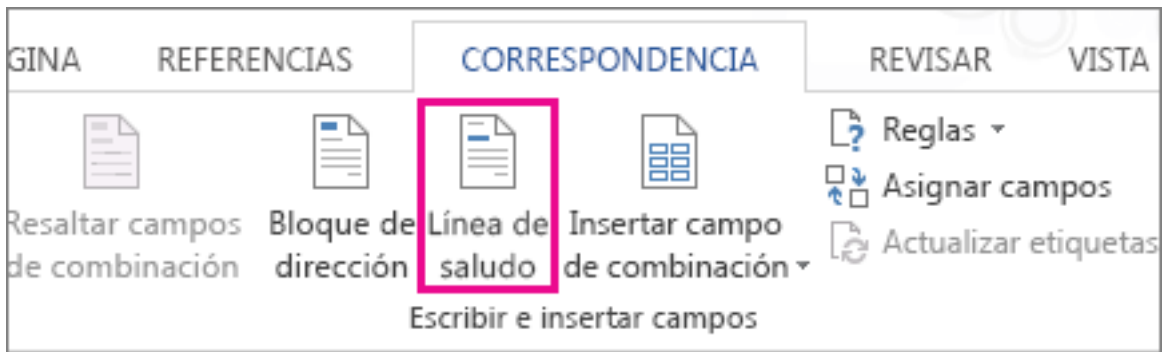 GINA REFERENCIAS CORRESPONDENCIA REVISAR VISTA
Resaltar campos
de combinación
Bloque de
dirección
Línea de
saludo
Insertar campo
de combinación
Reglas
Asignar campos
Actualizar etiquetas
Escribir e insertar campos